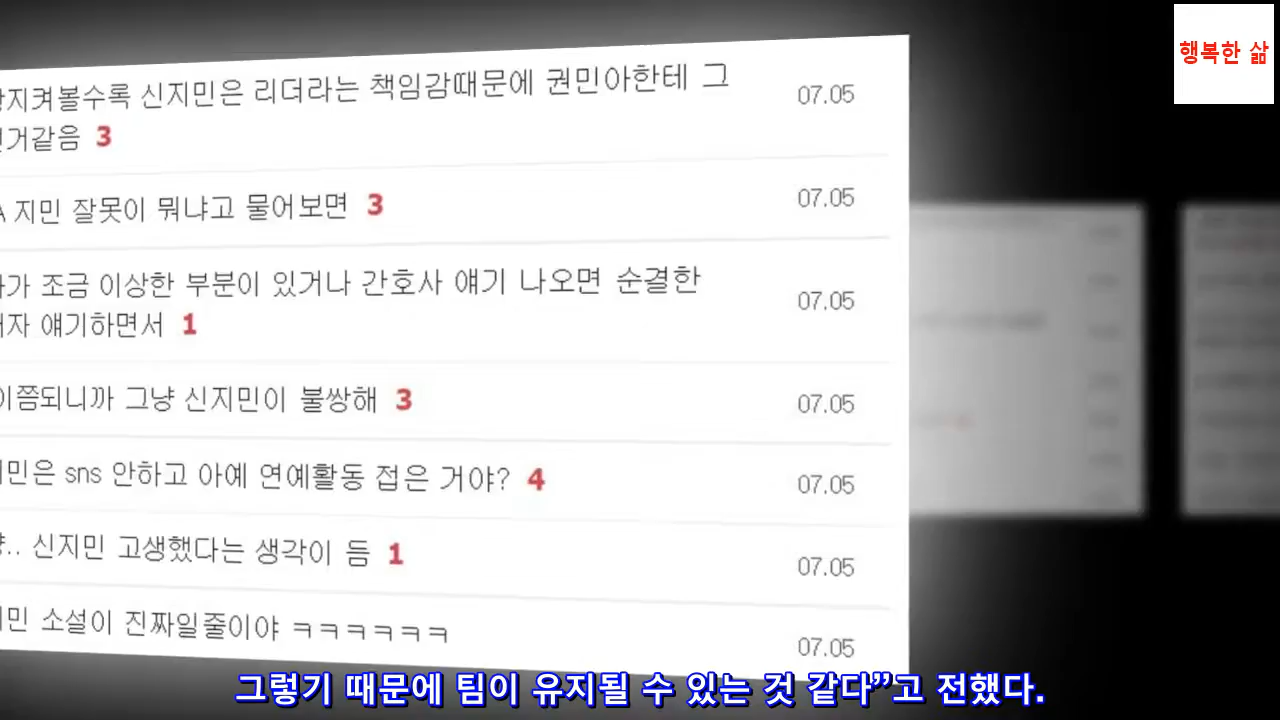 행복한 삶
지켜볼수록 신지민은 리더라는 책임감때문에 권민아한테 그
07.05
거같음 3
지민 잘못이 뭐냐고 물어보면 3
07.05
조금 이상한 부분이 있거나 간호사 얘기 나오면 순결한
07.05
얘기하면서 1
이쯤되니까 그냥 신지민이 불쌍해 3
07.05
민은 sns 안하고 아예 연예활동 접은 거야? 4
07.05
.. 신지민 고생했다는 생각이 듬 1
07.05
민 소설이 진짜일줄이야 ㅋㅋㅋㅋㅋㅋ
07.05
그렇기 때문에 팀이 유지될 수 있는 것 같다”고 전했다.